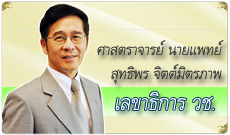 ศาสตราจารย์ นายแพทย์
สุทธิพร จิตต์มิตรภาพ
เลขาธิการ วช.